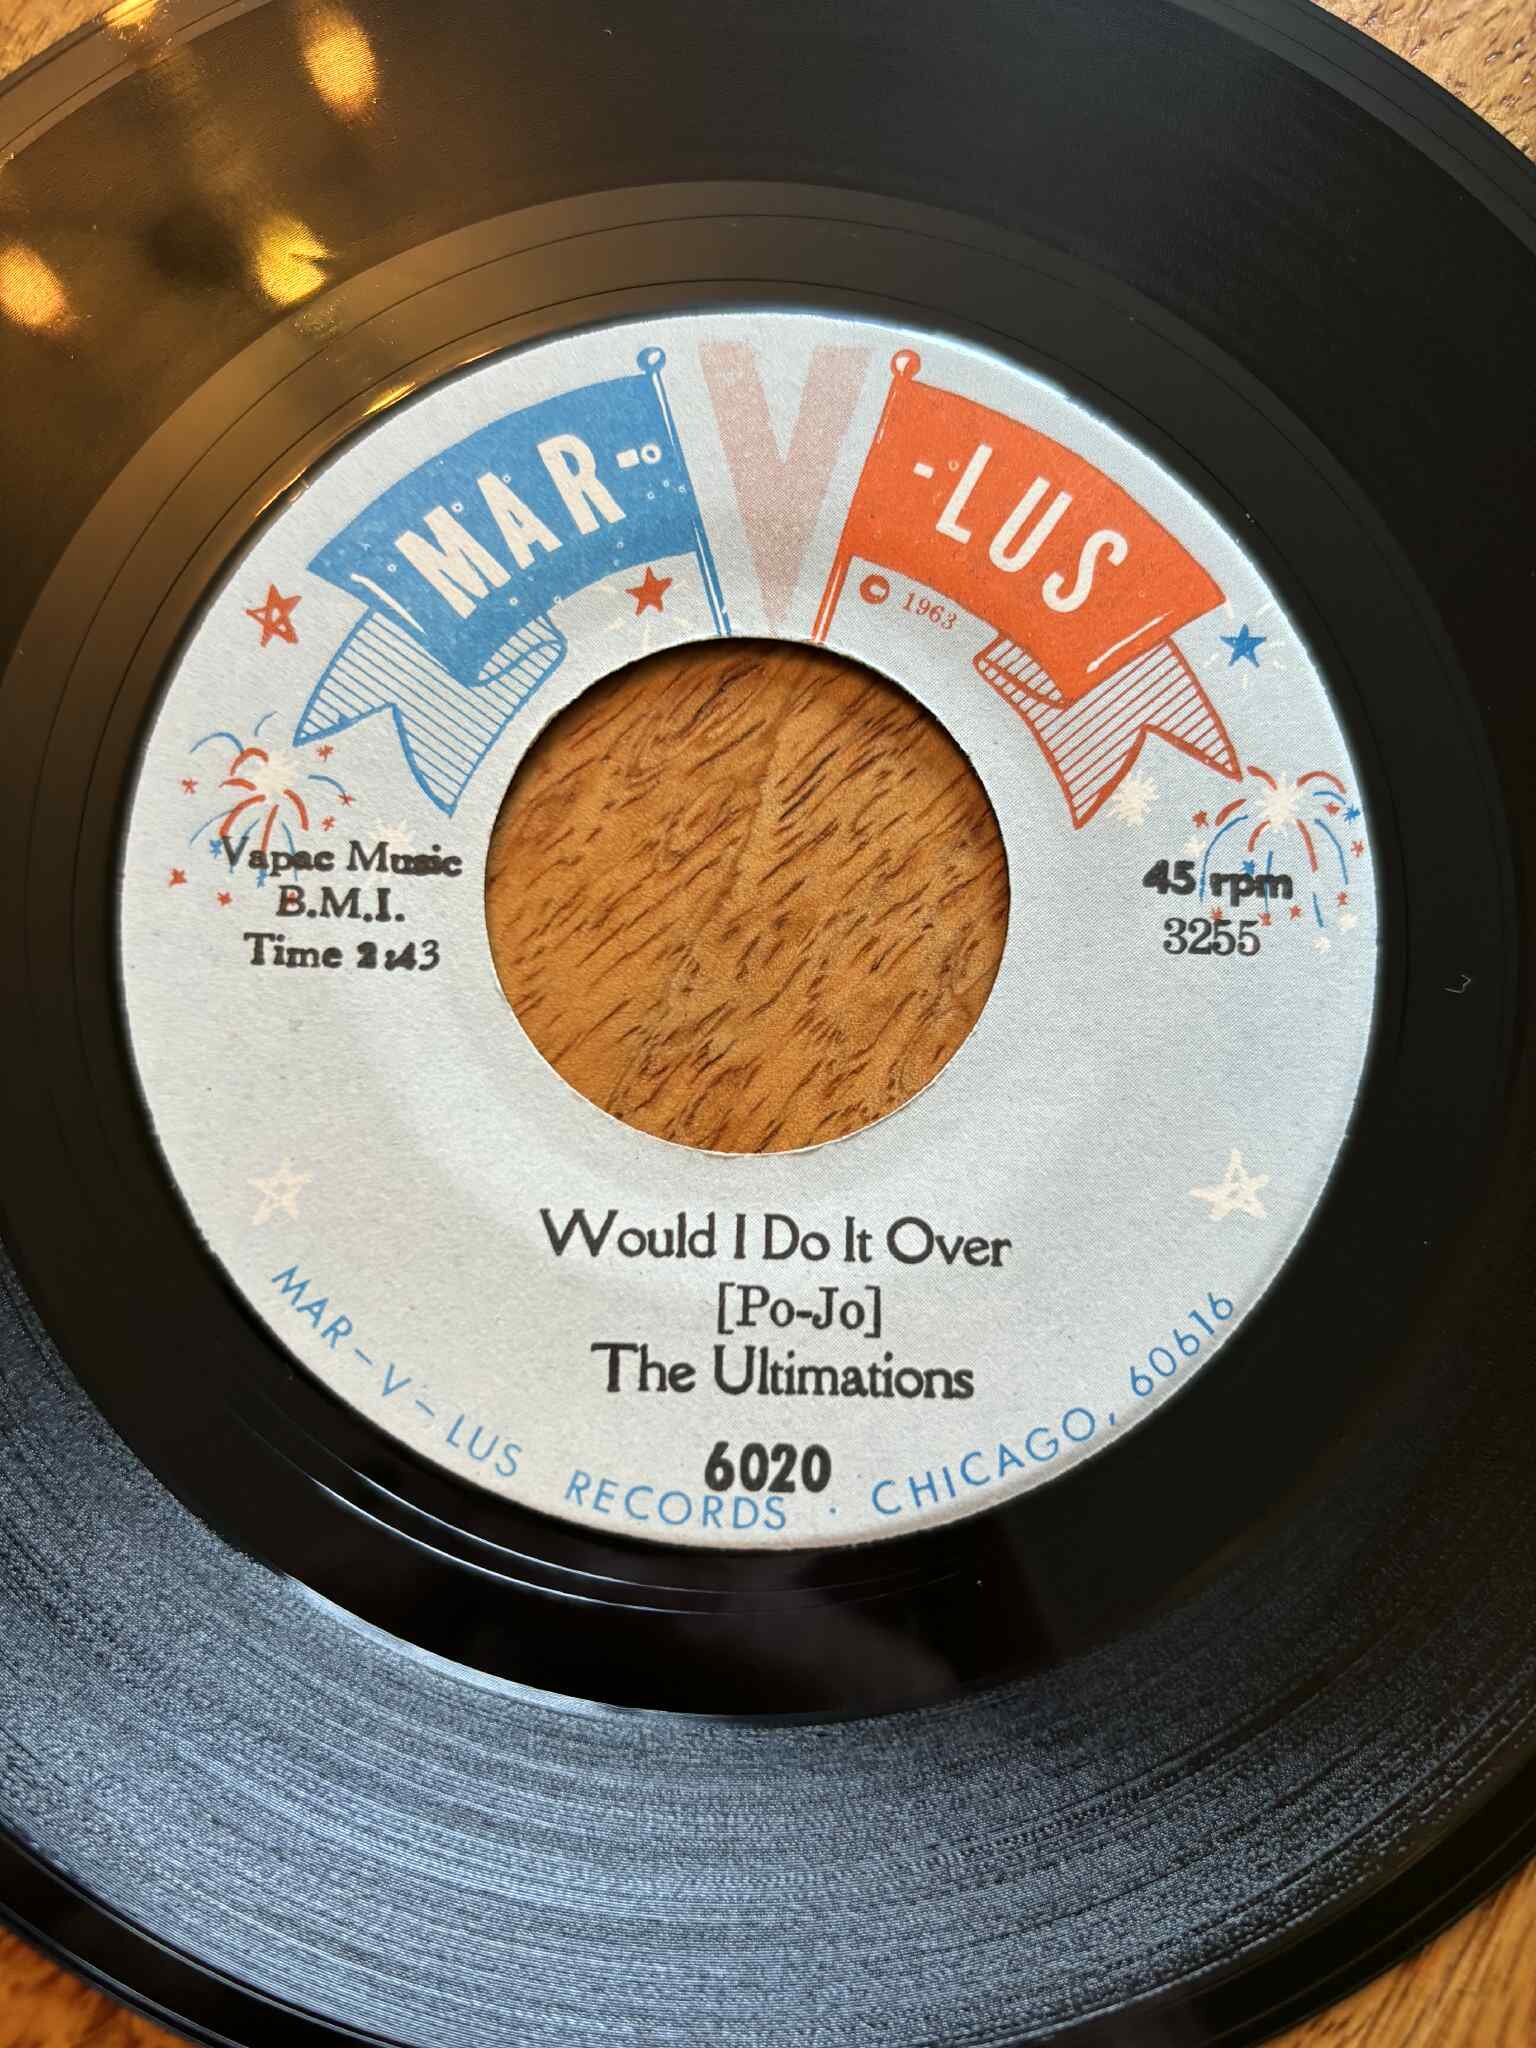 MAR-V-LUS
© 1963
Vapac Music
B.M.I.
Time 2:43
45 rpm
3255
Would I Do It Over
[Po-Jo]
The Ultimations
6020
MAR-V-LUS RECORDS · CHICAGO, 60616